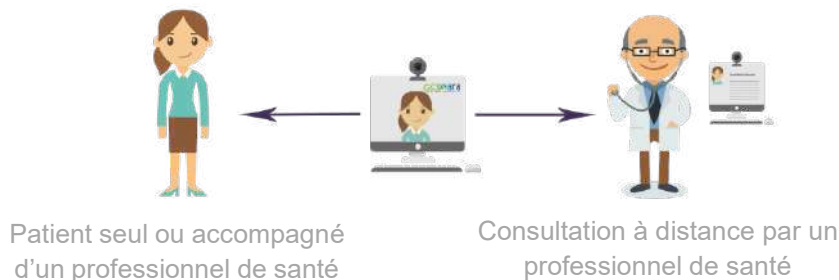 Patient seul ou accompagné
d'un professionnel de santé
Consultation à distance par un
professionnel de santé